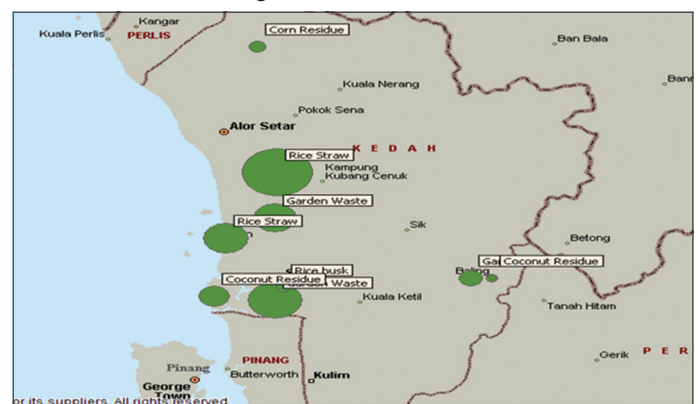 Kangar
Corn Residue
Kuala Perlis
PERLIS
Ban Bala
Kuala Nerang
Pokok Sena
Alor Setar
KEDAH
Rice Straw
Kampung
Kubang Cenuk
Garden Waste
Rice Straw
Sik
Betong
Coconut Residue
Rice husk
Baling
Coconut Residue
Waste
Kuala Ketil
Tanah Hitam
PER
Gerik
PINANG
Pinang
Butterworth
Kulim
George
Town
or its suppliers. All rights reserved.